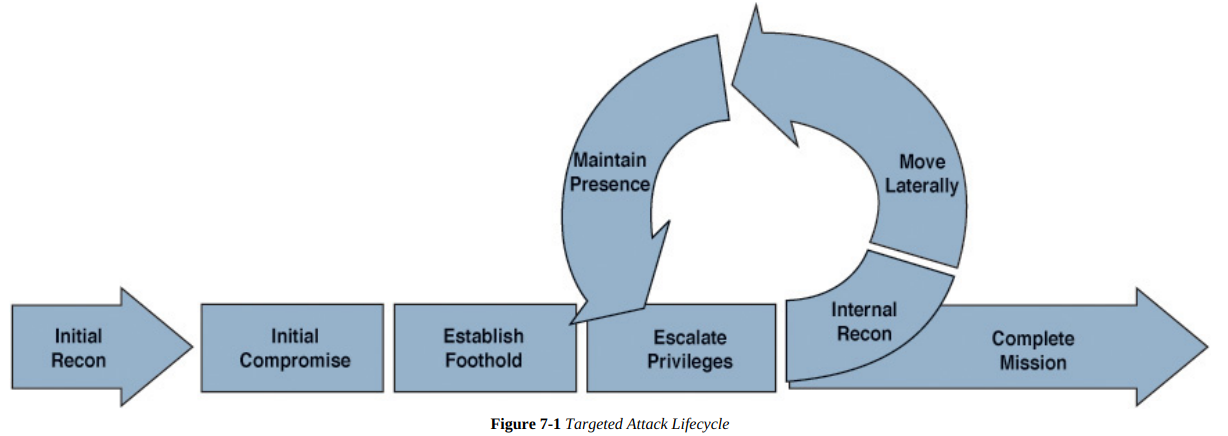 Maintain
Presence
Move
Laterally
Initial
Recon
Initial
Compromise
Establish
Foothold
Escalate
Privileges
Internal
Recon
Complete
Mission
Figure 7-1 Targeted Attack Lifecycle